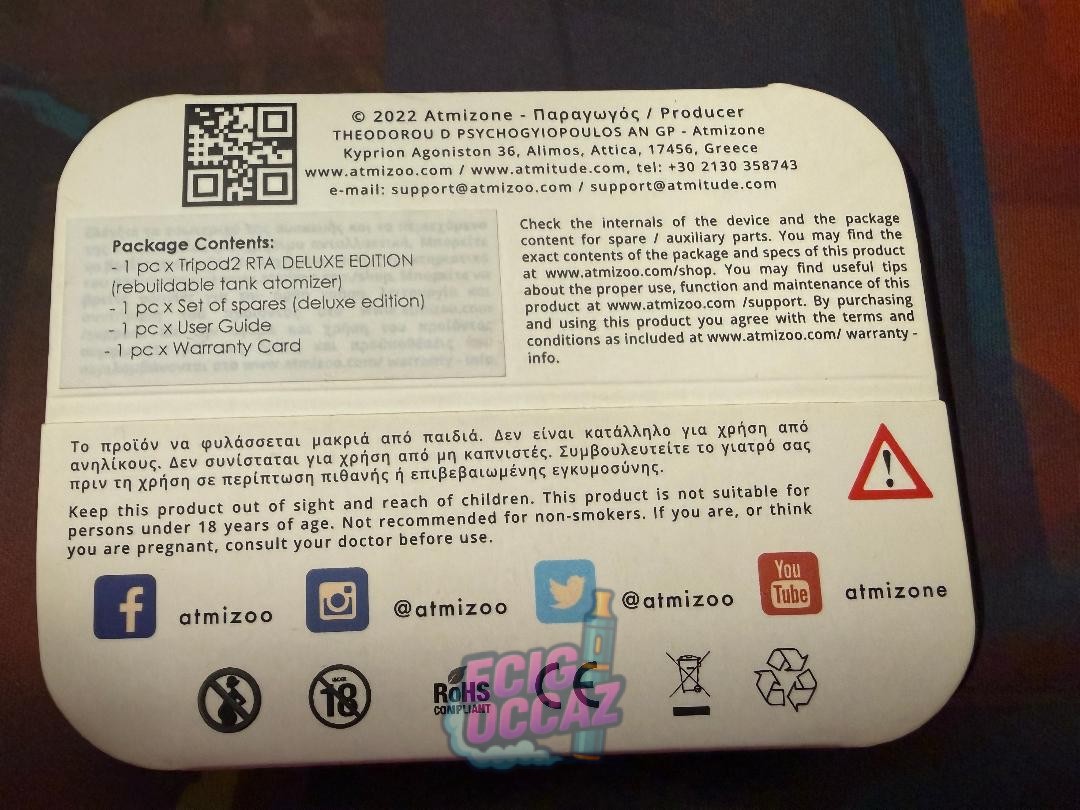 © 2022 Atmizone - Παραγωγός / Producer
THEODOROU D PSYCHOGYIOPOULOS AN GP - Atmizone
Kyprion Agoniston 36, Alimos, Attica, 17456, Greece
www.atmizoo.com / www.atmitude.com, tel: +30 2130 358743
e-mail: support@atmizoo.com / support@atmitude.com
Package Contents:
- 1 pc x Tripod2 RTA DELUXE EDITION
(rebuildable tank atomizer)
- 1 pc x Set of spares (deluxe edition)
- 1 pc x User Guide
- 1 pc x Warranty Card
Check the internals of the device and the package
content for spare / auxiliary parts. You may find the
exact contents of the package and specs of this product
at www.atmizoo.com/shop. You may find useful tips
about the proper use, function and maintenance of this
product at www.atmizoo.com /support. By purchasing
and using this product you agree with the terms and
conditions as included at www.atmizoo.com/ warranty -
info.
Το προϊόν να φυλάσσεται μακριά από παιδιά. Δεν είναι κατάλληλο για χρήση από
ανηλίκους. Δεν συνίσταται για χρήση από μη καπνιστές. Συμβουλευτείτε το γιατρό σας
πριν τη χρήση σε περίπτωση πιθανής ή επιβεβαιωμένης εγκυμοσύνης.
Keep this product out of sight and reach of children. This product is not suitable for
persons under 18 years of age. Not recommended for non-smokers. If you are, or think
you are pregnant, consult your doctor before use.
atmizoo
@atmizoo
@atmizoo
You
Tube
atmizone
UNDER
18
RoHS
COMPLIANT
CE
ECIG
OCCAZ